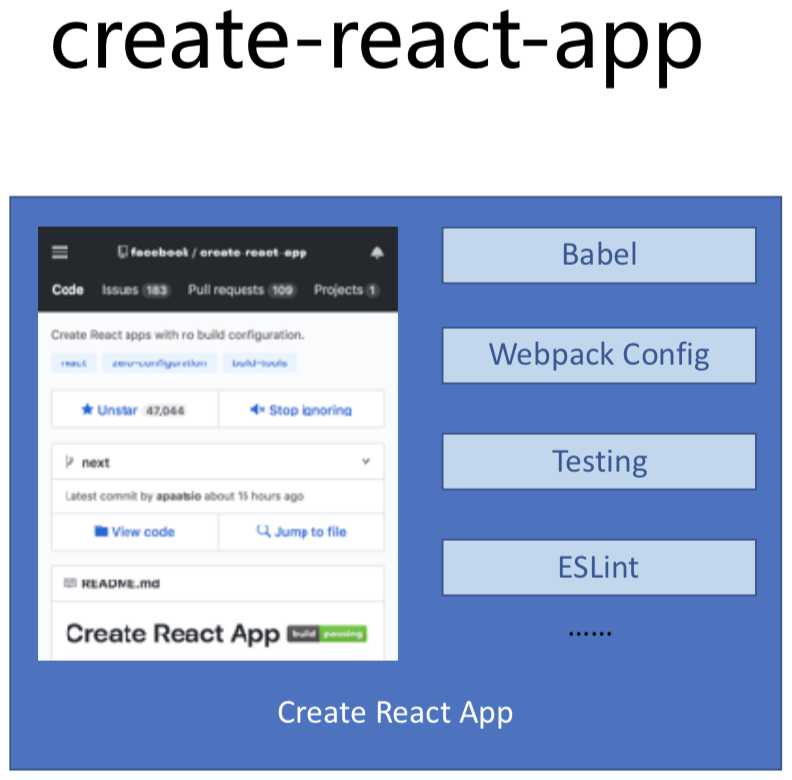 create-react-app
facebook / create-react-app
Code Issues 183 Pull requests 109 Projects 1
Create React apps with no build configuration.
react zero-configuration build-tools
Unstar 47,044 Stop ignoring
next
Latest commit by apaatsio about 15 hours ago
View code Jump to file
README.md
Create React App build passing
Babel
Webpack Config
Testing
ESLint
......
Create React App